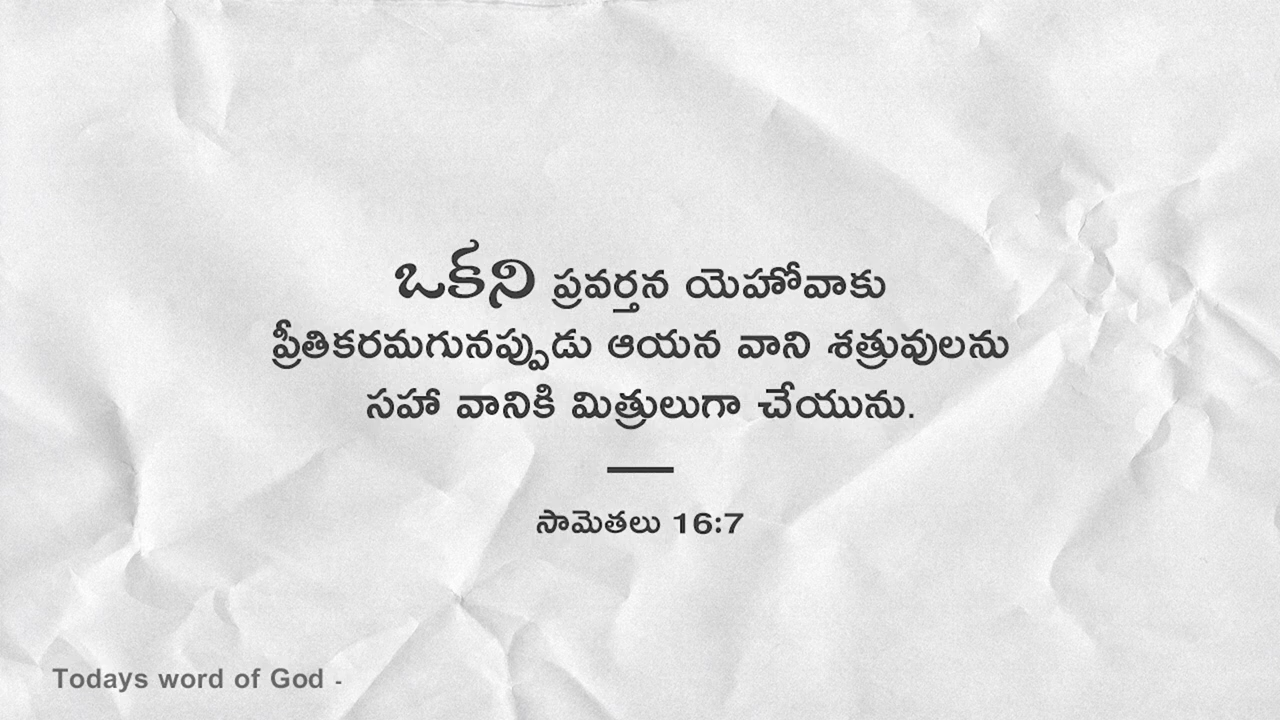 ఒకని ప్రవర్తన యెహోవాకు
ప్రీతికరమగునప్పుడు ఆయన వాని శత్రువులను
సహా వానికి మిత్రులుగా చేయును.
సామెతలు 16:7
Todays word of God -